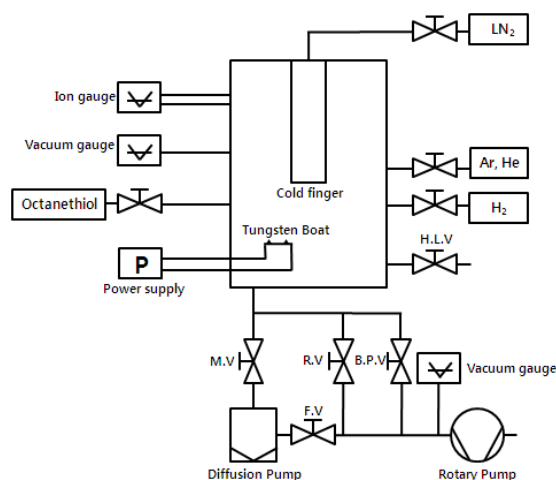 LN₂
Ion gauge
Vacuum gauge
Ar, He
Cold finger
Octanethiol
H₂
Tungsten Boat
H.L.V
P
Power supply
M.V
R.V
B.P.V
Vacuum gauge
F.V
Diffusion Pump
Rotary Pump